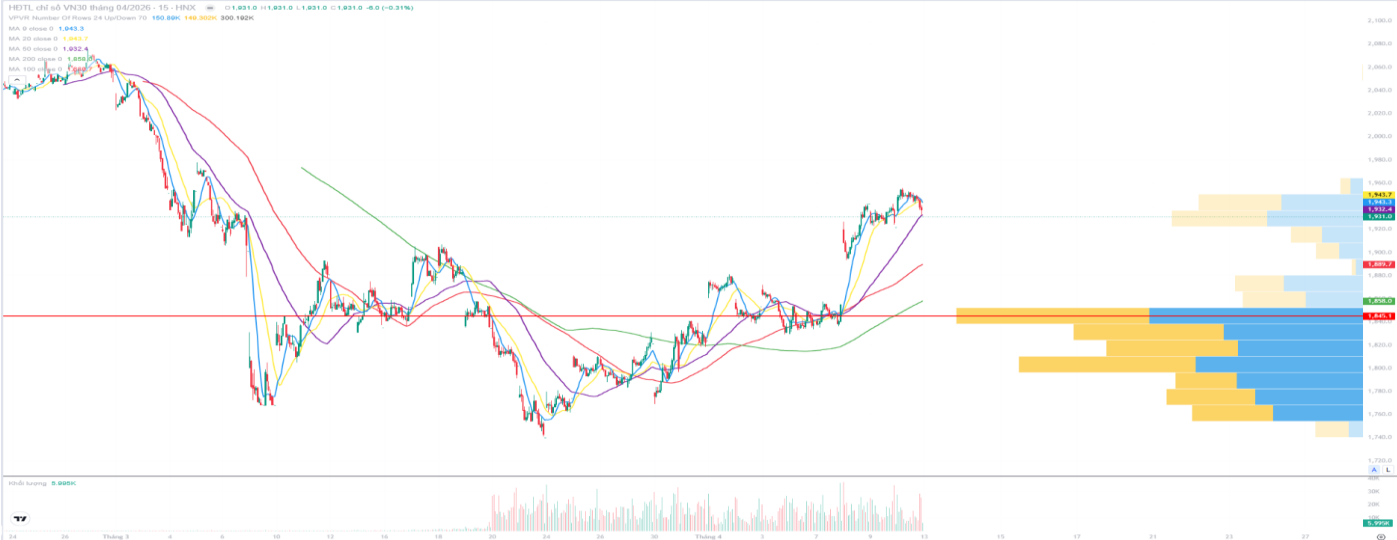 HĐTL chỉ số VN30 tháng 04/2026 - 15 - HNX O1,931.0 H1,931.0 L1,931.0 C1,931.0 -6.0 (−0.31%)
VPVR Number Of Rows 24 Up/Down 70 150.89K 149.302K 300.192K
MA 9 close 0 1,943.3
MA 20 close 0 1,943.7
MA 50 close 0 1,932.4
MA 200 close 0
MA 100 close 0
2,100.0
2,080.0
2,060.0
2,040.0
2,020.0
2,000.0
1,980.0
1,960.0
1,943.7
1,943.3
1,932.4
1,931.0
1,910.0
1,900.0
1,889.7
1,880.0
1,858.0
1,845.1
1,820.0
1,800.0
1,780.0
1,760.0
1,740.0
1,720.0
A L
Khối lượng 5.995K
40K
30K
20K
10K
5.995K
24 26 Tháng 3 4 6 10 12 16 18 20 24 26 30 Tháng 4 3 7 9 13 15 17 21 23 27